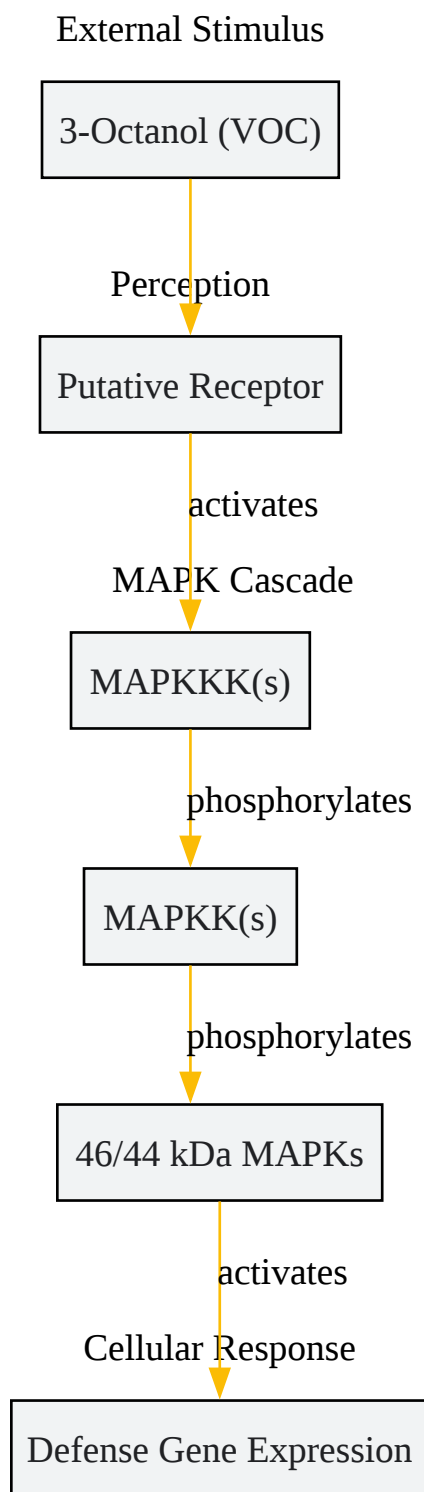 External Stimulus
3-Octanol (VOC)
Perception
Putative Receptor
activates
MAPK Cascade
MAPKKK(s)
phosphorylates
MAPKK(s)
phosphorylates
46/44 kDa MAPKs
activates
Cellular Response
Defense Gene Expression